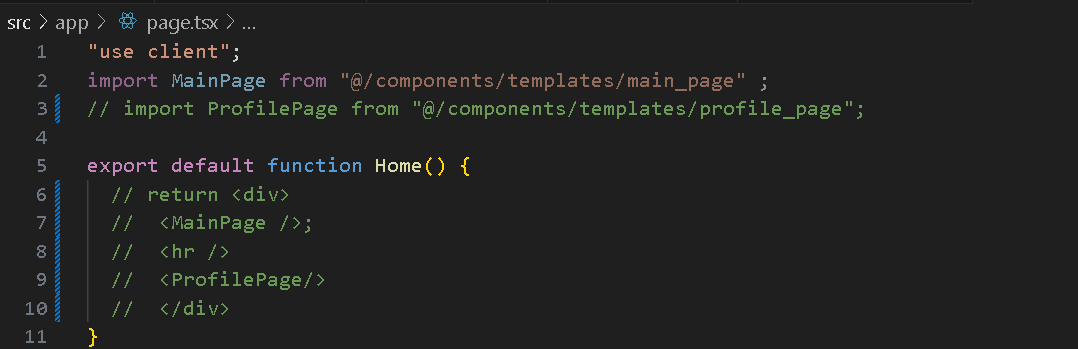 src > app > page.tsx > ...
1 "use client";
2 import MainPage from "@/components/templates/main_page" ;
3 // import ProfilePage from "@/components/templates/profile_page";
4
5 export default function Home() {
6   // return <div>
7   //  <MainPage />;
8   //  <hr />
9   //  <ProfilePage/>
10   //  </div>
11 }